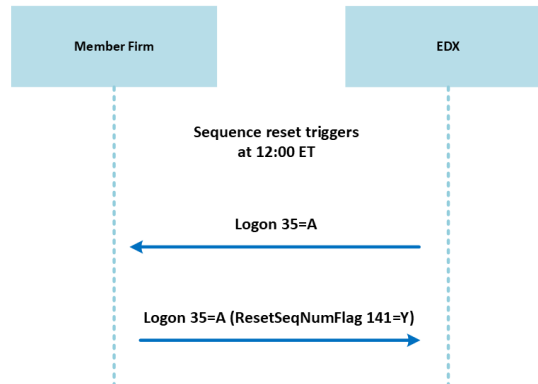 Member Firm
EDX
Sequence reset triggers
at 12:00 ET
Logon 35=A
Logon 35=A (ResetSeqNumFlag 141=Y)